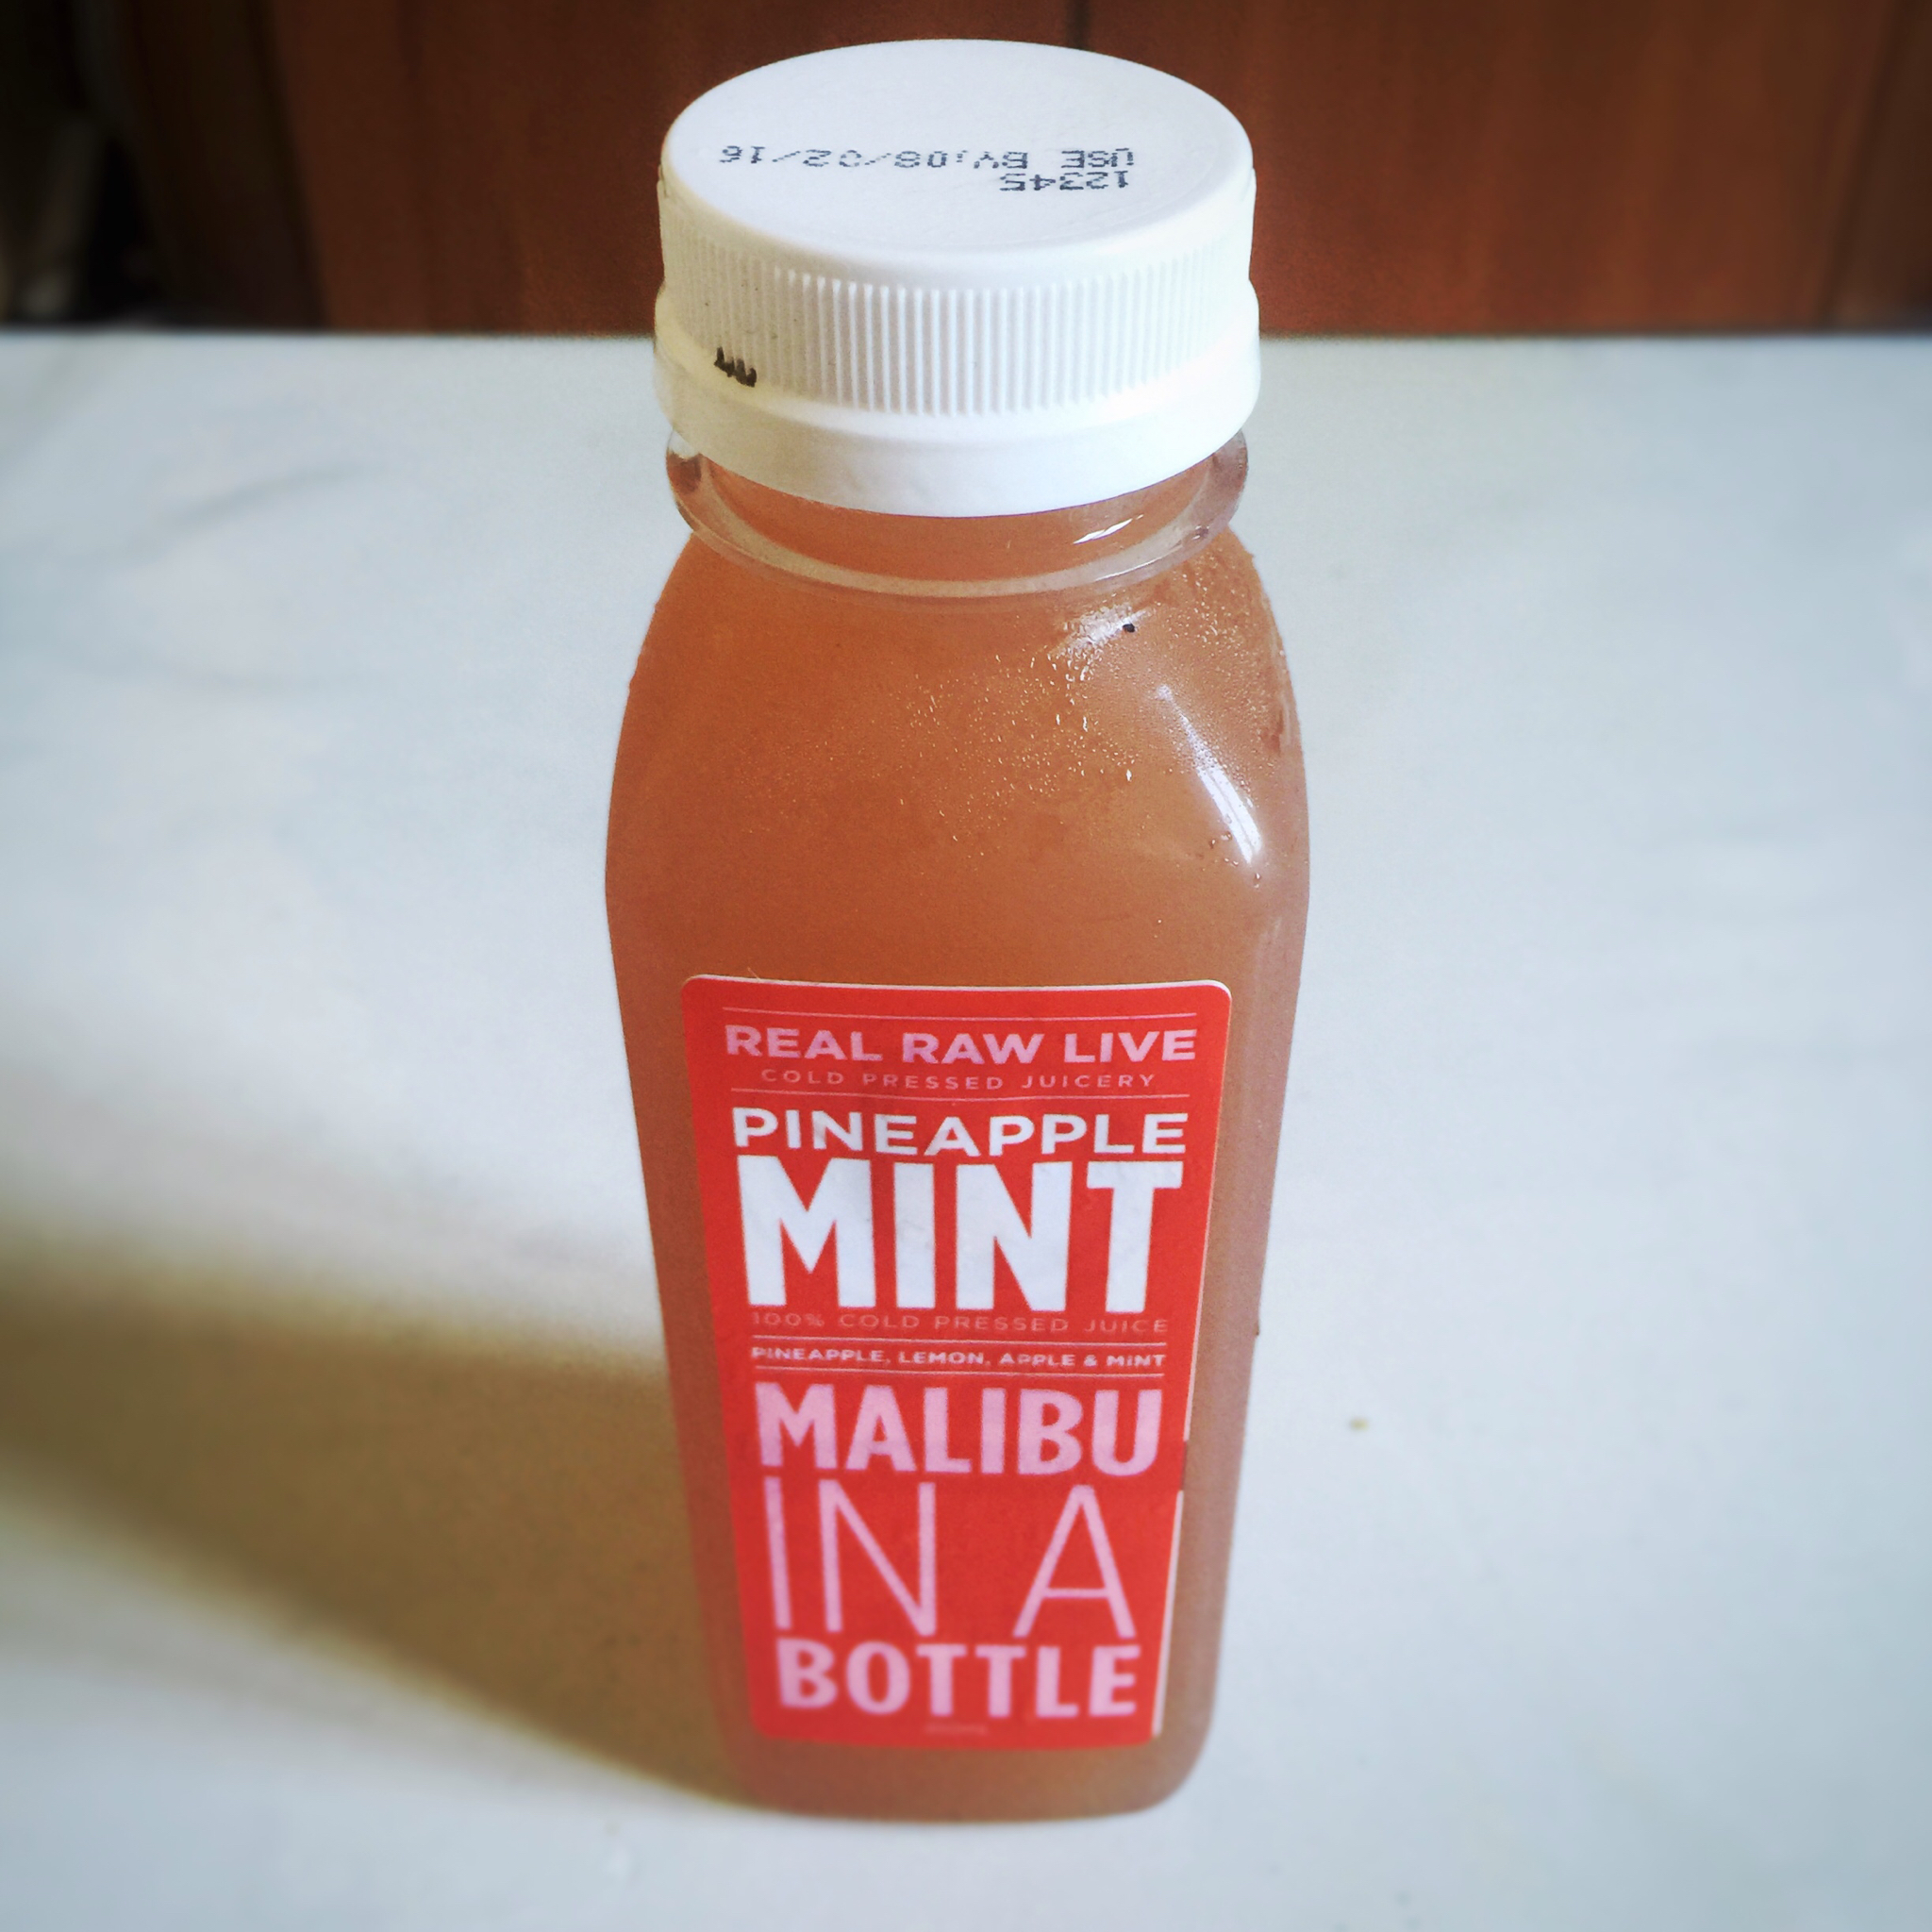 12345
USE BY:08/02/16
REAL RAW LIVE
COLD PRESSED JUICERY
PINEAPPLE
MINT
100% COLD PRESSED JUICE
PINEAPPLE, LEMON, APPLE & MINT
MALIBU
IN A
BOTTLE